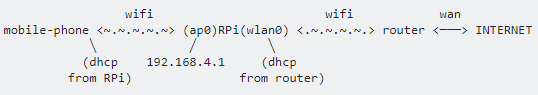 wifi wifi wan
mobile-phone <~.~.~.~.~> (ap0)RPi(wlan0) <.~.~.~.~.> router <——> INTERNET
\ / \
(dhcp 192.168.4.1 (dhcp
from RPi) from router)